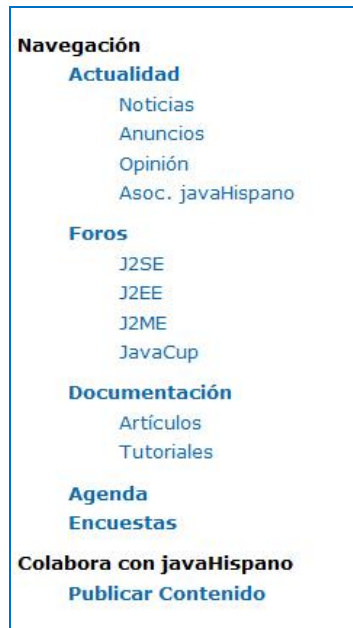 Navegación
Actualidad
Noticias
Anuncios
Opinión
Asoc. javaHispano
Foros
J2SE
J2EE
J2ME
JavaCup
Documentación
Artículos
Tutoriales
Agenda
Encuestas
Colabora con javaHispano
Publicar Contenido